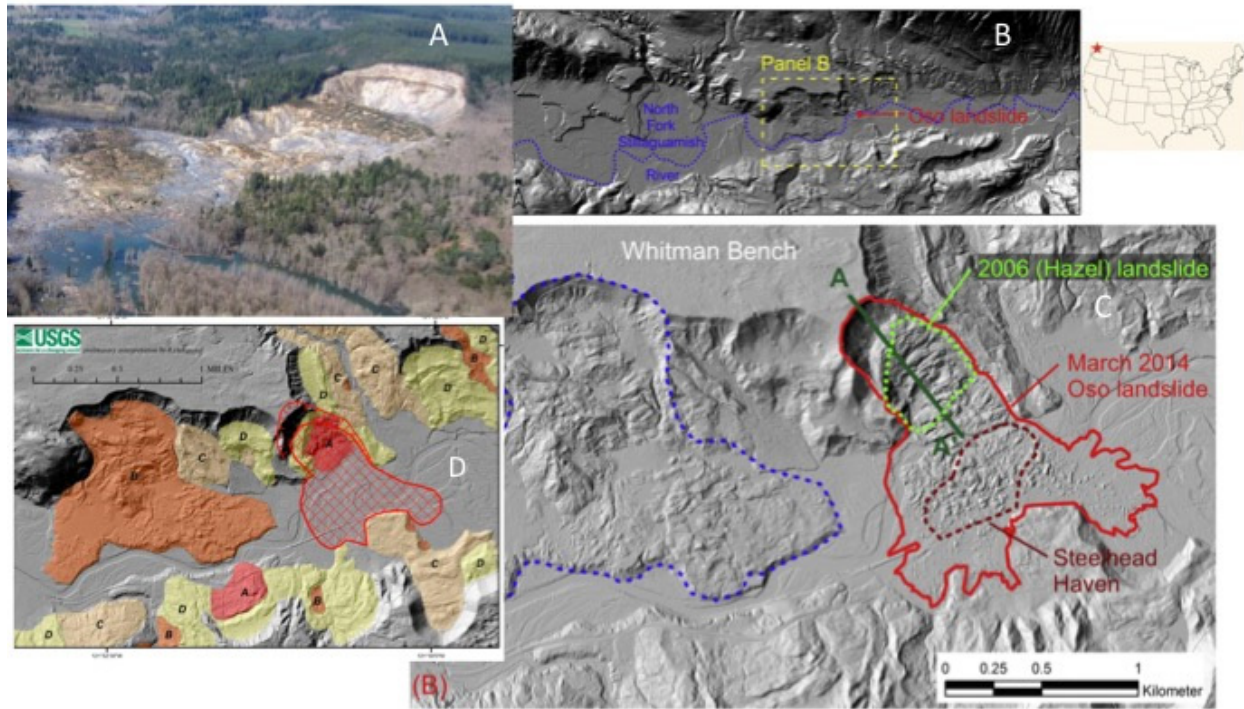 A
B
Panel B
North
Fork
Stillaguamish
River
Oso landslide
Whitman Bench
A
2006 (Hazel) landslide
C
March 2014
Oso landslide
A'
Steelhead
Haven
0 0.25 0.5 1
Kilometer
(B)
USGS
0 0.25 0.5 1 MILES
D
B
D
C
D
C
D
A
B
C
D
D
C
D
B
A
B
D
C
D